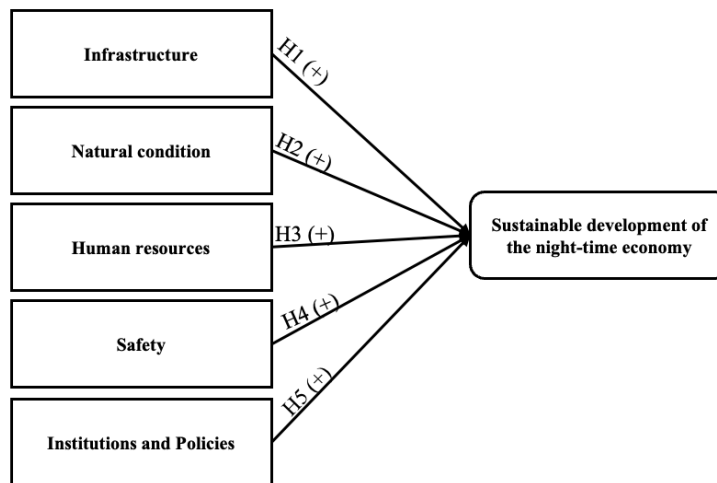 Infrastructure
H1 (+)
Natural condition
H2 (+)
Human resources
H3 (+)
Safety
H4 (+)
Institutions and Policies
H5 (+)
Sustainable development of
the night-time economy